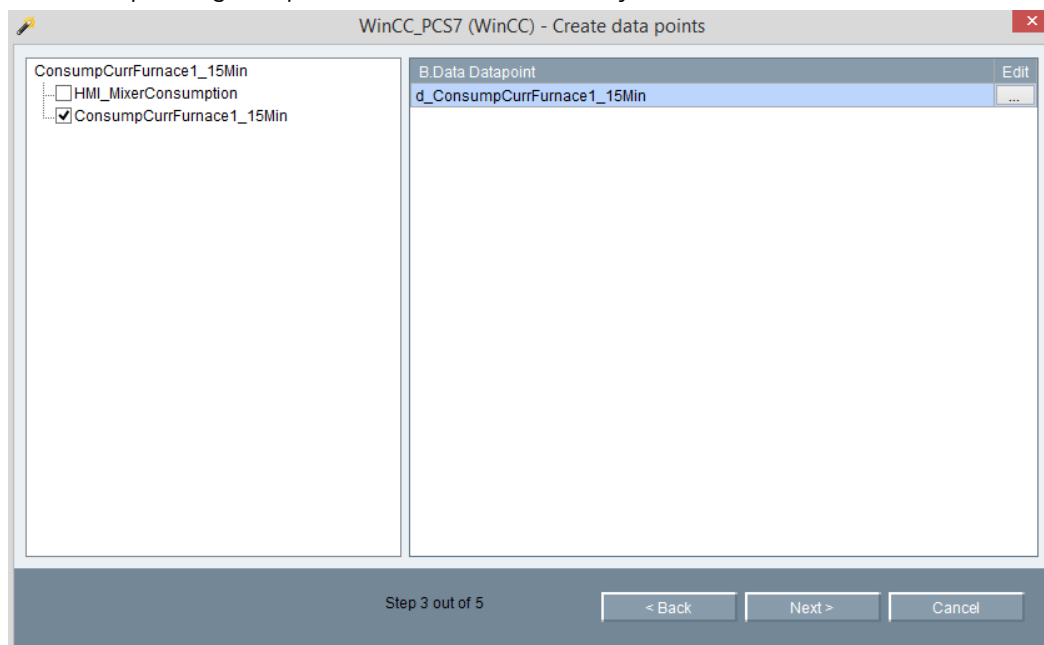 WinCC_PCS7 (WinCC) - Create data points
ConsumpCurrFurnace1_15Min
HMI_MixerConsumption
ConsumpCurrFurnace1_15Min
B.Data Datapoint Edit
d_ConsumpCurrFurnace1_15Min ...
Step 3 out of 5
< Back Next > Cancel